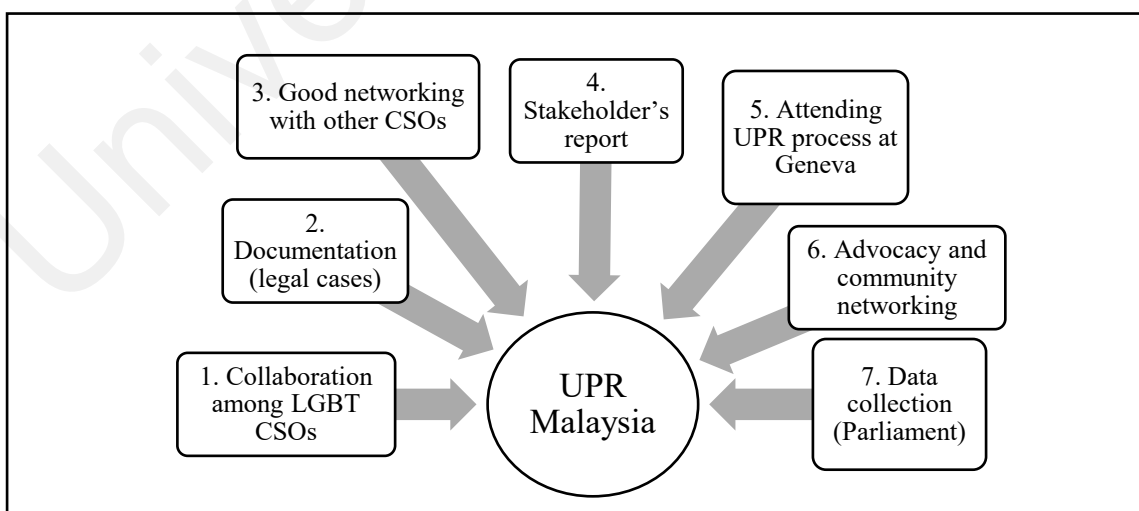 1. Collaboration
among LGBT
CSOs
2.
Documentation
(legal cases)
3. Good networking
with other CSOs
4.
Stakeholder’s
report
5. Attending
UPR process at
Geneva
6. Advocacy and
community
networking
7. Data
collection
(Parliament)
UPR
Malaysia
Unive